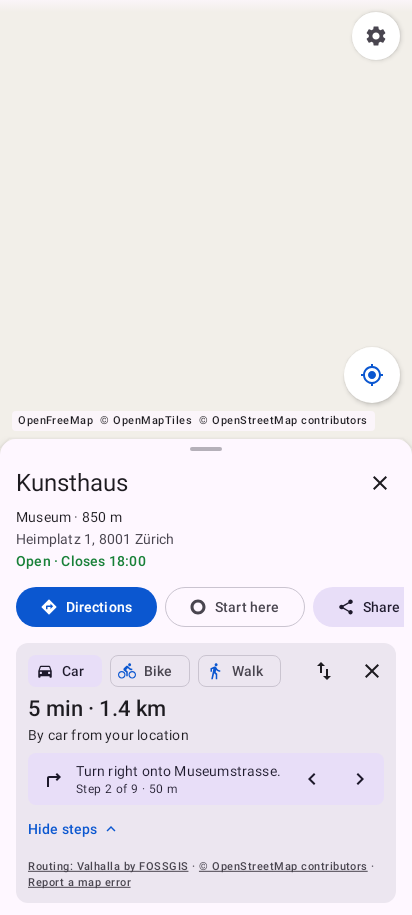 OpenFreeMap © OpenMapTiles © OpenStreetMap contributors
Kunsthaus
Museum · 850 m
Heimplatz 1, 8001 Zürich
Open · Closes 18:00
Directions
Start here
Share
Car
Bike
Walk
5 min · 1.4 km
By car from your location
Turn right onto Museumstrasse.
Step 2 of 9 · 50 m
Hide steps
Routing: Valhalla by FOSSGIS · © OpenStreetMap contributors ·
Report a map error